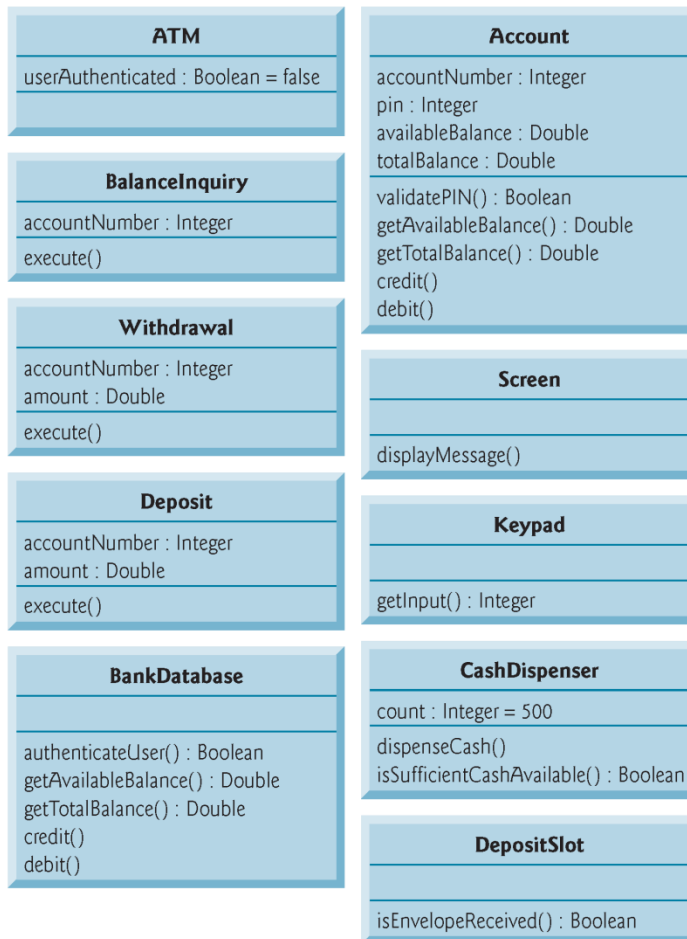 ATM
userAuthenticated : Boolean = false
BalanceInquiry
accountNumber : Integer
execute()
Withdrawal
accountNumber : Integer
amount : Double
execute()
Deposit
accountNumber : Integer
amount : Double
execute()
BankDatabase
authenticateUser() : Boolean
getAvailableBalance() : Double
getTotalBalance() : Double
credit()
debit()
Account
accountNumber : Integer
pin : Integer
availableBalance : Double
totalBalance : Double
validatePIN() : Boolean
getAvailableBalance() : Double
getTotalBalance() : Double
credit()
debit()
Screen
displayMessage()
Keypad
getInput() : Integer
CashDispenser
count : Integer = 500
dispenseCash()
isSufficientCashAvailable() : Boolean
DepositSlot
isEnvelopeReceived() : Boolean